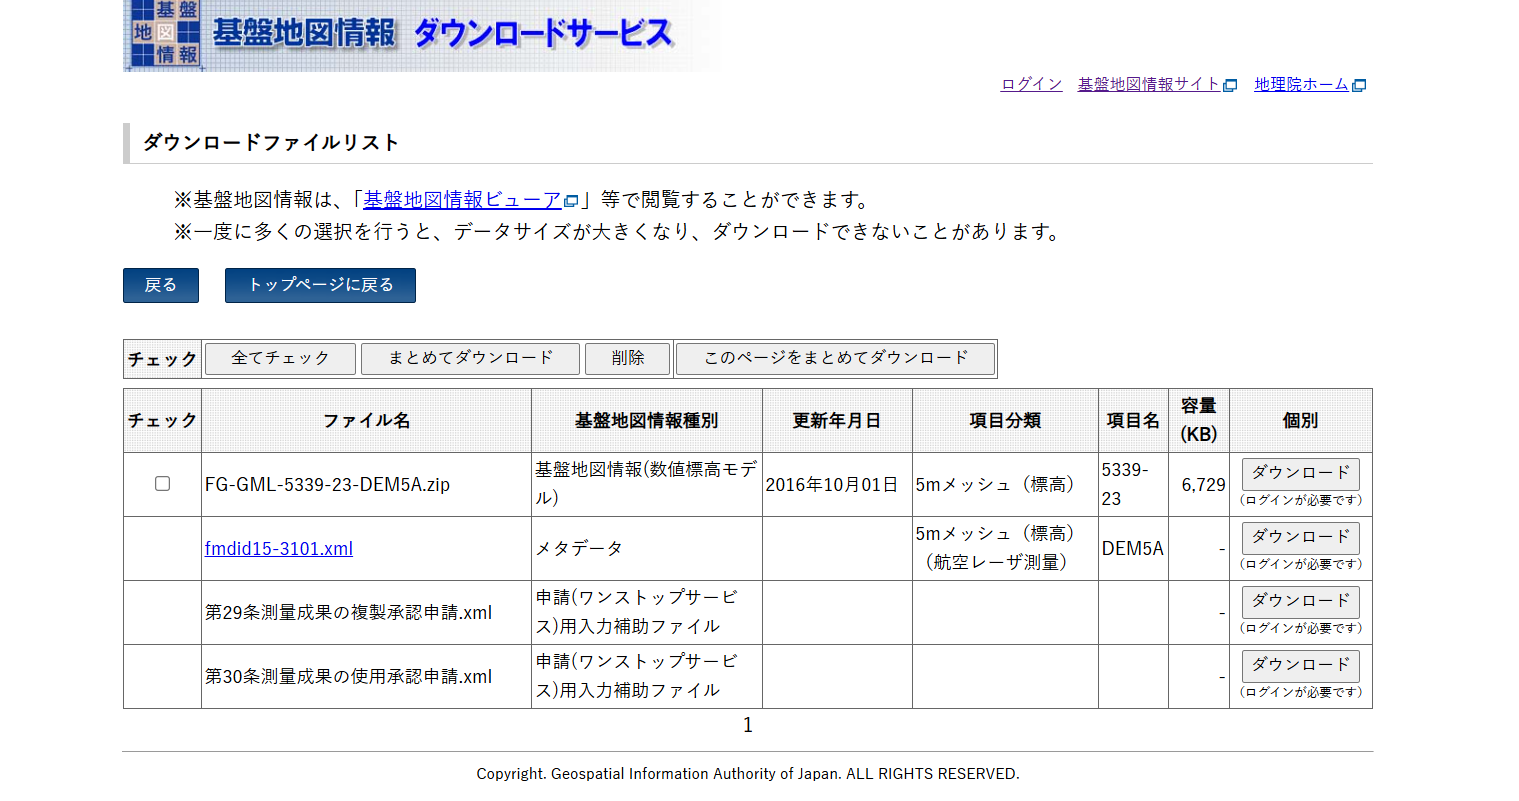 基盤
地図
情報
基盤地図情報 ダウンロードサービス
ログイン 基盤地図情報サイト 地理院ホーム
ダウンロードファイルリスト
※基盤地図情報は、「基盤地図情報ビューア」等で閲覧することができます。
※一度に多くの選択を行うと、データサイズが大きくなり、ダウンロードできないことがあります。
戻る トップページに戻る
チェック 全てチェック まとめてダウンロード 削除 このページをまとめてダウンロード
チェック ファイル名 基盤地図情報種別 更新年月日 項目分類 項目名 容量
(KB) 個別
FG-GML-5339-23-DEM5A.zip 基盤地図情報(数値標高モデ
ル) 2016年10月01日 5mメッシュ（標高） 5339-
23 6,729 ダウンロード
（ログインが必要です）
fmdid15-3101.xml メタデータ 5mメッシュ（標高）
（航空レーザ測量） DEM5A - ダウンロード
（ログインが必要です）
第29条測量成果の複製承認申請.xml 申請(ワンストップサービ
ス)用入力補助ファイル - ダウンロード
（ログインが必要です）
第30条測量成果の使用承認申請.xml 申請(ワンストップサービ
ス)用入力補助ファイル - ダウンロード
（ログインが必要です）
1
Copyright. Geospatial Information Authority of Japan. ALL RIGHTS RESERVED.